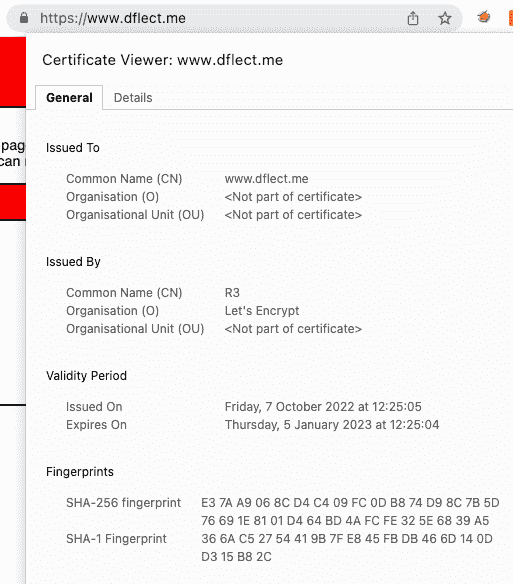 https://www.dflect.me
Certificate Viewer: www.dflect.me
General Details
pag
can
Issued To
Common Name (CN) www.dflect.me
Organisation (O) <Not part of certificate>
Organisational Unit (OU) <Not part of certificate>
Issued By
Common Name (CN) R3
Organisation (O) Let's Encrypt
Organisational Unit (OU) <Not part of certificate>
Validity Period
Issued On Friday, 7 October 2022 at 12:25:05
Expires On Thursday, 5 January 2023 at 12:25:04
Fingerprints
SHA-256 fingerprint E3 7A A9 06 8C D4 C4 09 FC 0D B8 74 D9 8C 7B 5D
76 69 1E 81 01 D4 64 BD 4A FC FE 32 5E 68 39 A5
SHA-1 Fingerprint 36 6A C5 27 54 41 9B 7F E8 45 FB DB 46 6D 14 0D
D3 15 B8 2C